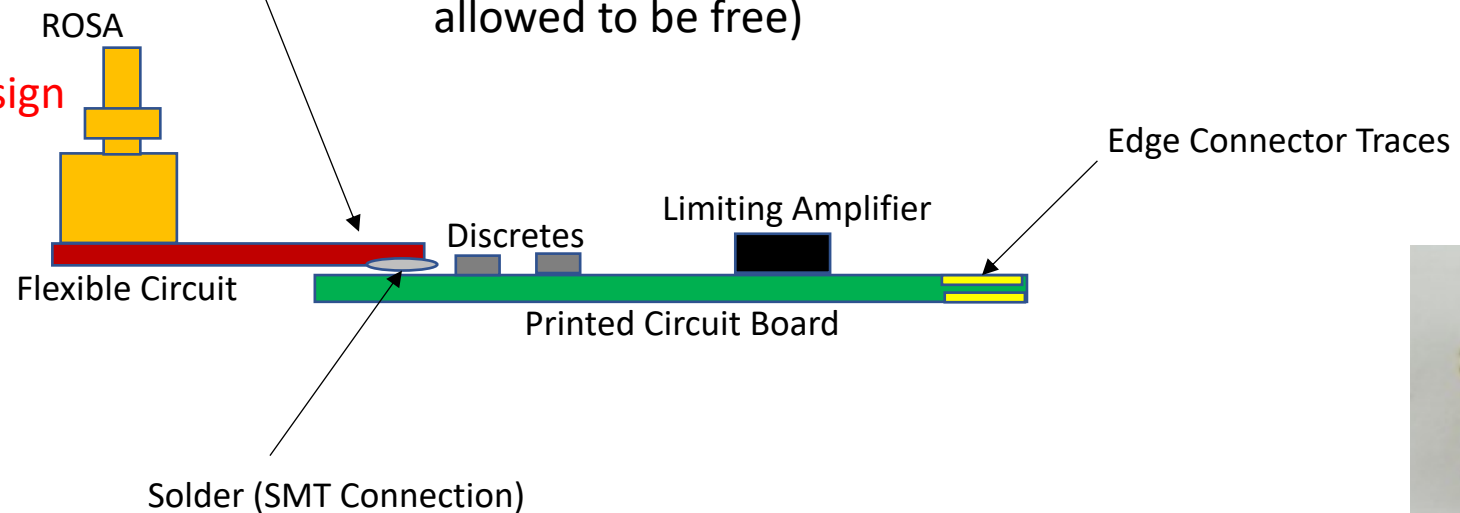 allowed to be free)
ROSA
sign
Edge Connector Traces
Limiting Amplifier
Discretes
Flexible Circuit
Printed Circuit Board
Solder (SMT Connection)